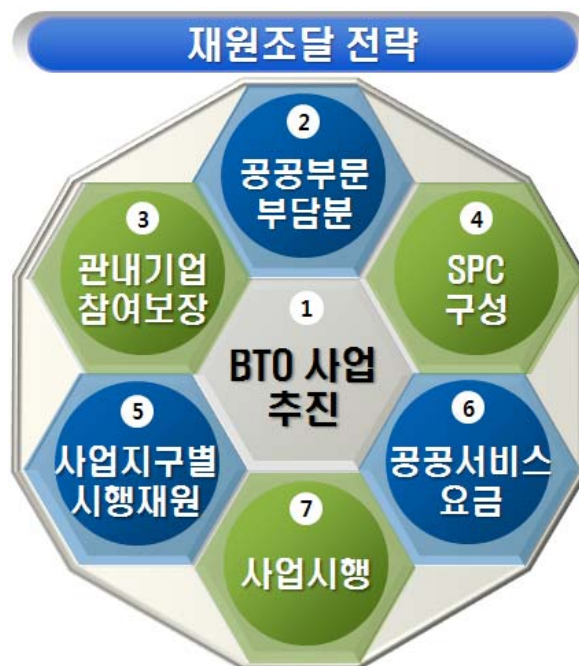 재원조달 전략
1
BTO 사업
추진
2
공공부문
부담분
3
관내기업
참여보장
4
SPC
구성
5
사업지구별
시행재원
6
공공서비스
요금
7
사업시행